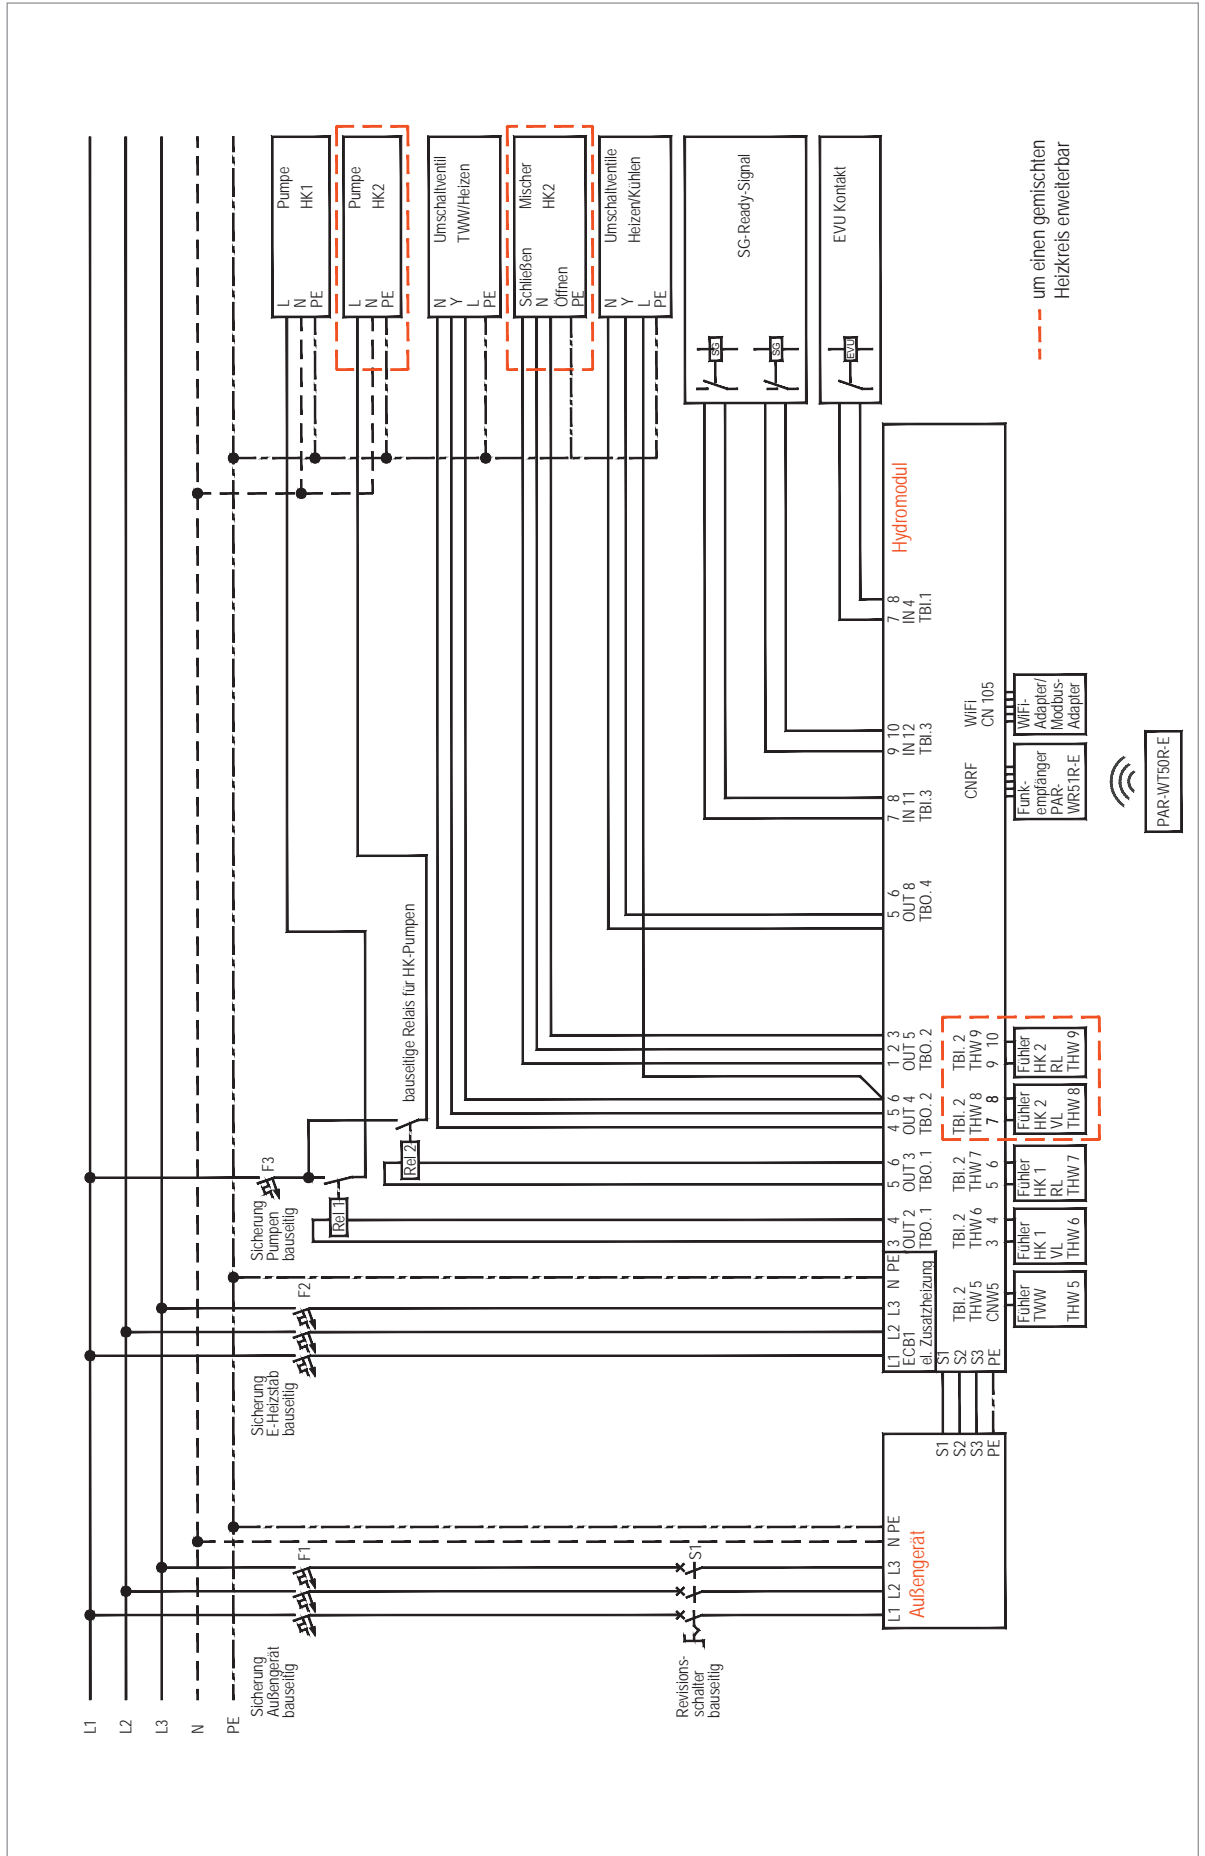 L1
L2
L3
N
PE
Sicherung
Außengerät
bauseitig
F1
Sicherung
E-Heizstab
bauseitig
F2
Sicherung
Pumpen
bauseitig
F3
Rel 1
Rel 2
bauseitige Relais für HK-Pumpen
Pumpe
HK1
L
N
PE
Pumpe
HK2
L
N
PE
Umschaltventil
TWW/Heizen
N
Y
L
PE
Mischer
HK2
Schließen
N
Öffnen
PE
Umschaltventile
Heizen/Kühlen
N
Y
L
PE
SG-Ready-Signal
SG
SG
EVU Kontakt
EVU
um einen gemischten
Heizkreis erweiterbar
Revisions-
schalter
bauseitig
S1
L1 L2 L3 N PE
Außengerät
S1
S2
S3
PE
L1 L2 L3 N PE
ECB1
el. Zusatzheizung
S1
S2
S3
PE
3 4
OUT 2
TBO. 1
5 6
OUT 3
TBO. 1
4 5 6
OUT 4
TBO. 2
1 2 3
OUT 5
TBO. 2
5 6
OUT 8
TBO. 4
7 8
IN 11
TBI.3
9 10
IN 12
TBI.3
7 8
IN 4
TBI.1
Hydromodul
TBI. 2
THW 5
CNW5
TBI. 2
THW 6
3 4
TBI. 2
THW 7
5 6
TBI. 2
THW 8
7 8
TBI. 2
THW 9
9 10
CNRF
WiFi
CN 105
Fühler
TWW
THW 5
Fühler
HK 1
VL
THW 6
Fühler
HK 1
RL
THW 7
Fühler
HK 2
VL
THW 8
Fühler
HK 2
RL
THW 9
Funk-
empfänger
PAR-
WR51R-E
WiFi-
Adapter/
Modbus-
Adapter
PAR-WT50R-E